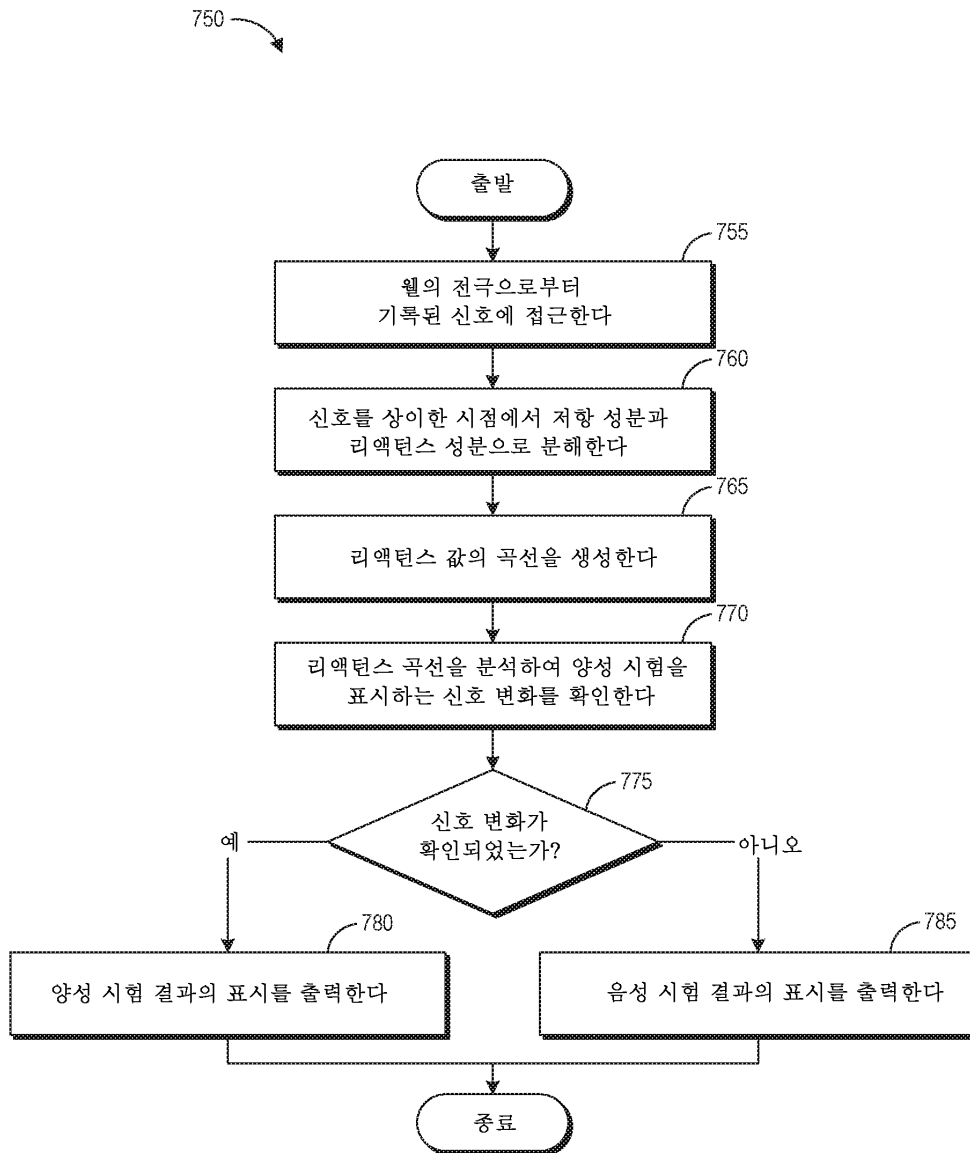 750
출발
755
웰의 전극으로부터
기록된 신호에 접근한다
760
신호를 상이한 시점에서 저항 성분과
리액턴스 성분으로 분해한다
765
리액턴스 값의 곡선을 생성한다
770
리액턴스 곡선을 분석하여 양성 시험을
표시하는 신호 변화를 확인한다
775
신호 변화가
확인되었는가?
예
아니오
780
양성 시험 결과의 표시를 출력한다
785
음성 시험 결과의 표시를 출력한다
종료